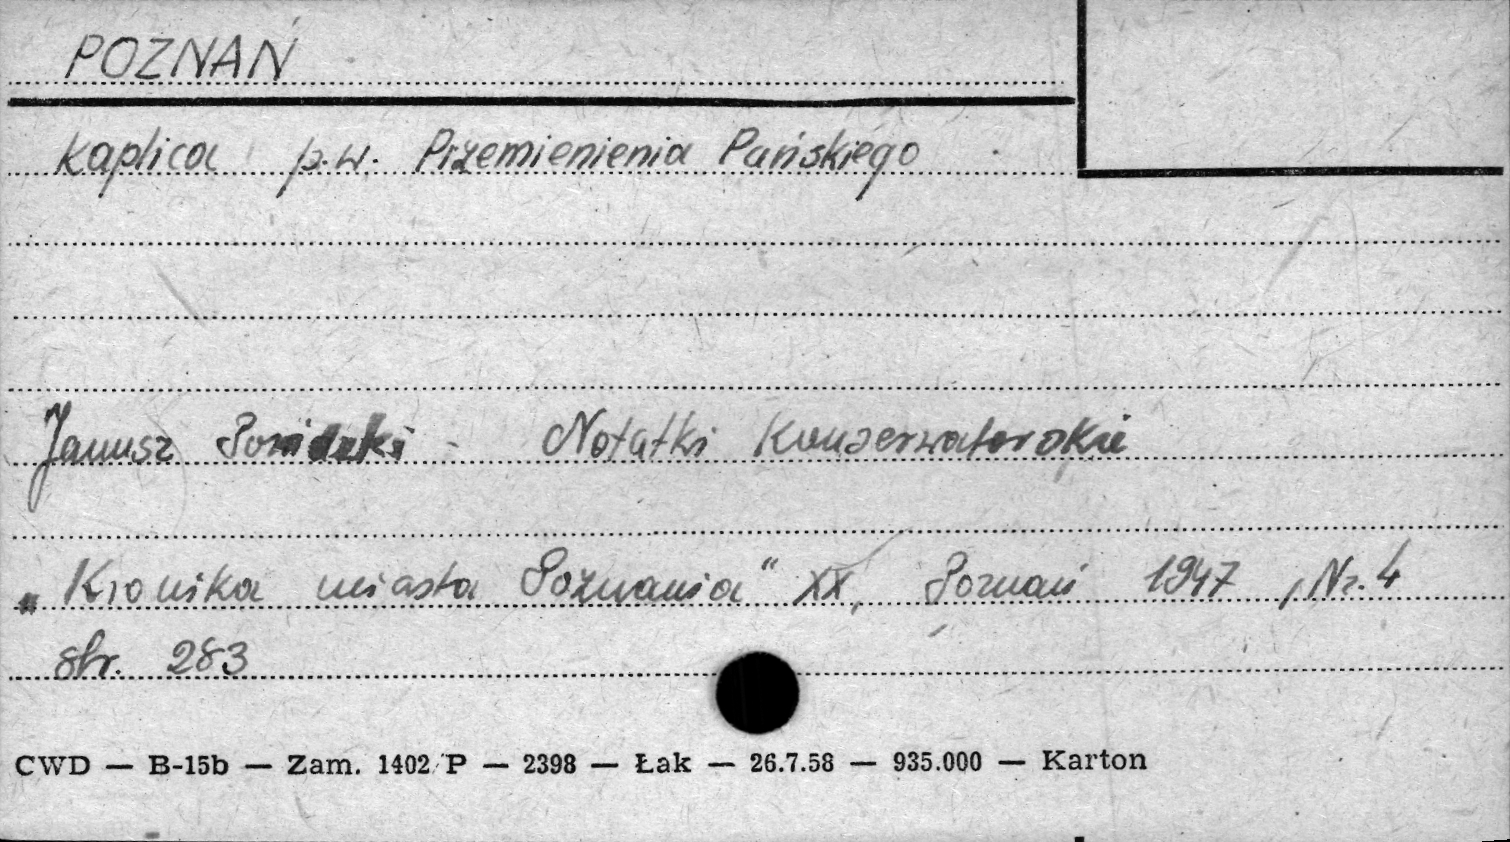 POZNAŃ
Kaplica p.w. Przemienienia Pańskiego
Janusz - Notatki Konserwatorskie
„Kronika miasta Poznania" XX, Poznań 1947, Nr. 4
str. 283
CWD — B-15b — Zam. 1402/P — 2398 — Łak — 26.7.58 — 935.000 — Karton